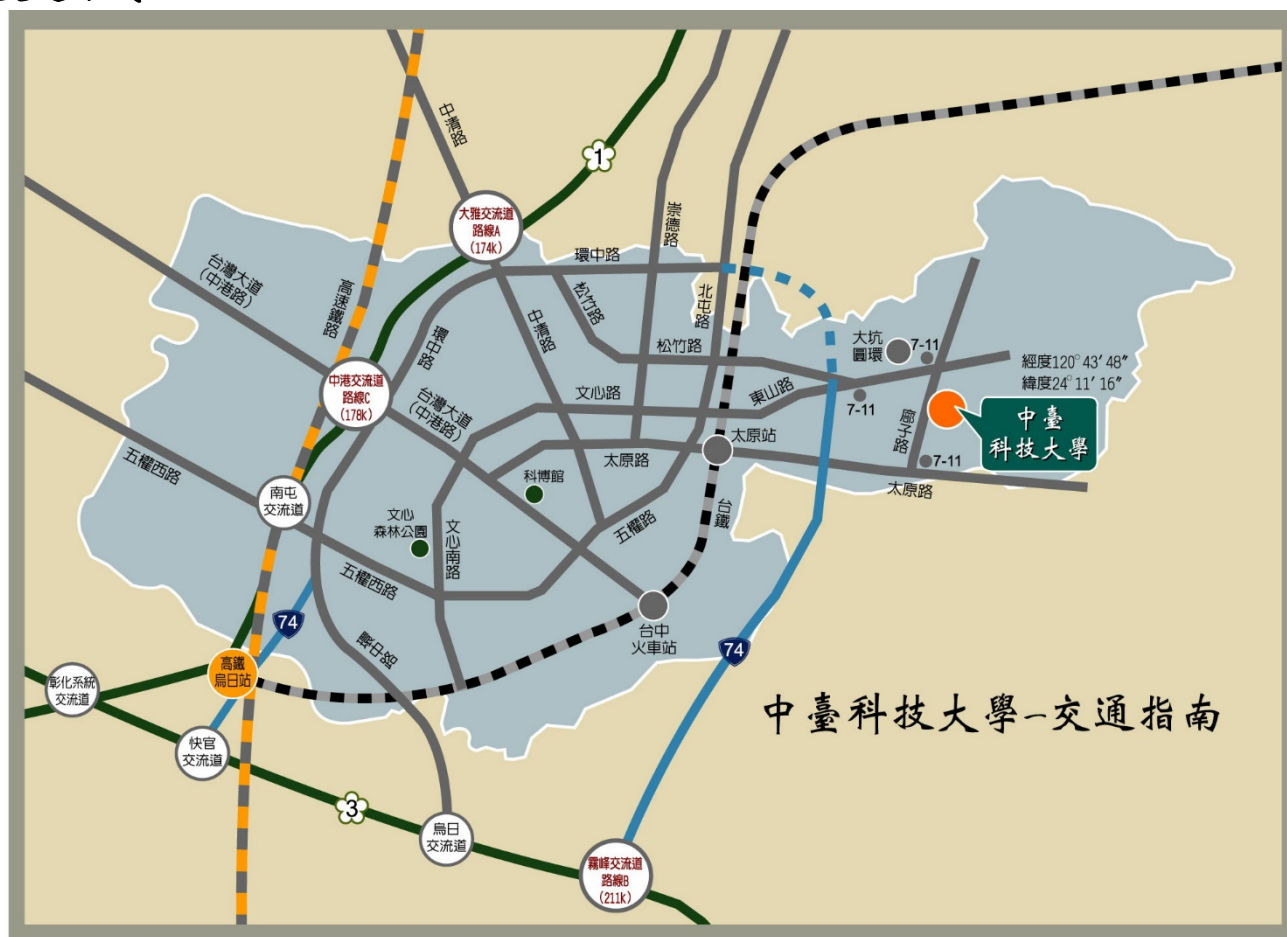 中清路
1
大雅交流道
路線A
(174K)
崇德路
環中路
台灣大道
(中港路)
高速鐵路
松竹路
北屯路
環中路
中清路
松竹路
大坑
圓環
7-11
經度120°43'48"
緯度24°11'16"
中港交流道
路線C
(178K)
台灣大道
(中港路)
文心路
東山路
7-11
廍子路
中臺
科技大學
五權西路
太原站
太原路
科博館
7-11
太原路
南屯
交流道
文心
森林公園
文心南路
五權路
台鐵
五權西路
74
環中路
台中
火車站
74
高鐵
烏日站
彰化系統
交流道
中臺科技大學-交通指南
快官
交流道
3
烏日
交流道
霧峰交流道
路線B
(211K)